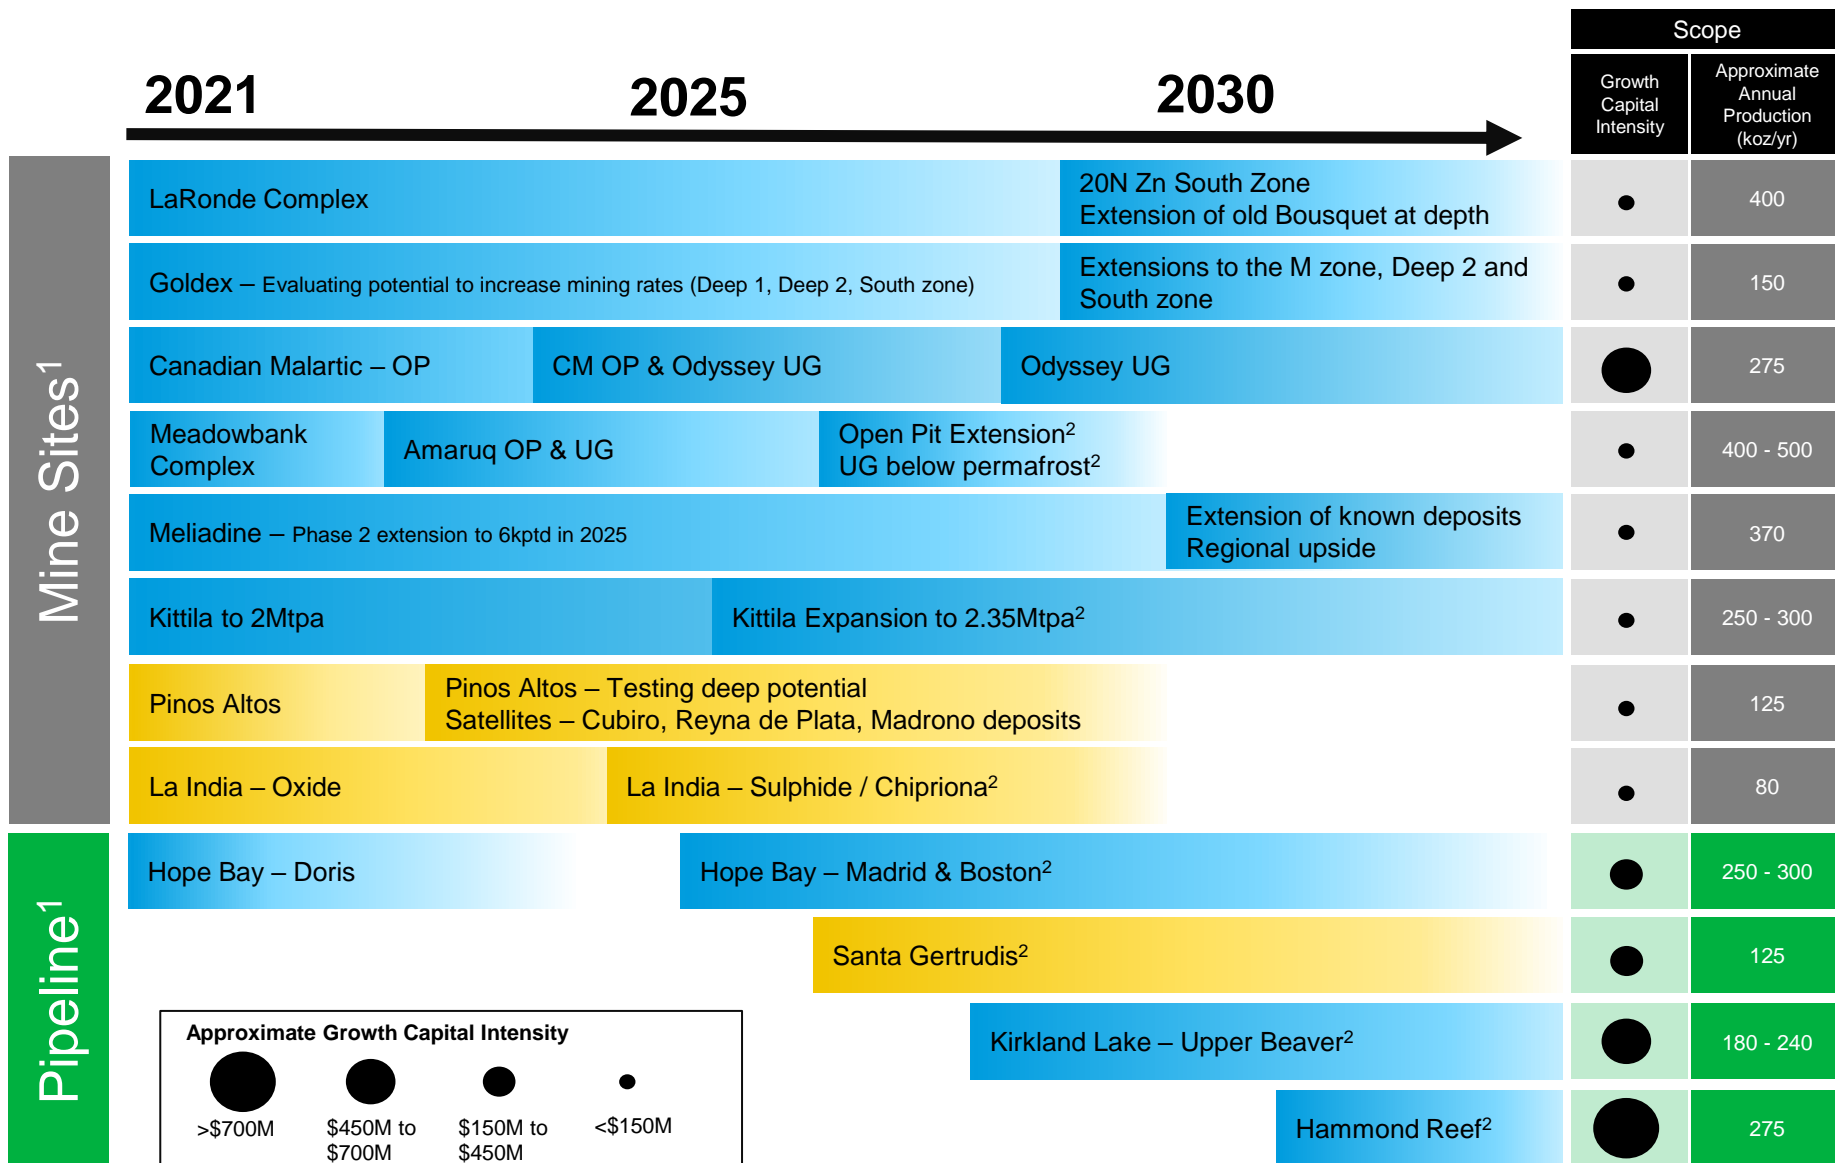 Scope
2021
2025
2030
Growth
Capital
Intensity
Approximate
Annual
Production
(koz/yr)
Mine Sites¹
LaRonde Complex
20N Zn South Zone
Extension of old Bousquet at depth
400
Goldex – Evaluating potential to increase mining rates (Deep 1, Deep 2, South zone)
Extensions to the M zone, Deep 2 and
South zone
150
Canadian Malartic – OP
CM OP & Odyssey UG
Odyssey UG
275
Meadowbank
Complex
Amaruq OP & UG
Open Pit Extension²
UG below permafrost²
400 - 500
Meliadine – Phase 2 extension to 6kptd in 2025
Extension of known deposits
Regional upside
370
Kittila to 2Mtpa
Kittila Expansion to 2.35Mtpa²
250 - 300
Pinos Altos
Pinos Altos – Testing deep potential
Satellites – Cubiro, Reyna de Plata, Madrono deposits
125
La India – Oxide
La India – Sulphide / Chipriona²
80
Pipeline¹
Hope Bay – Doris
Hope Bay – Madrid & Boston²
250 - 300
Santa Gertrudis²
125
Kirkland Lake – Upper Beaver²
180 - 240
Hammond Reef²
275
Approximate Growth Capital Intensity
>$700M
$450M to
$700M
$150M to
$450M
<$150M